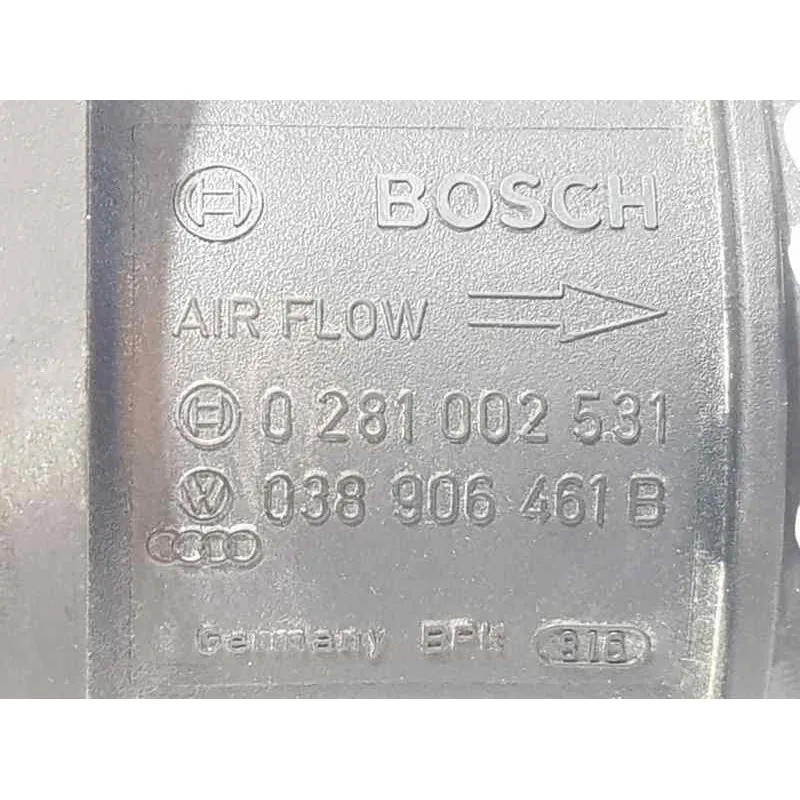 BOSCH
AIR FLOW
0 281 002 531
038 906 461 B
Germany